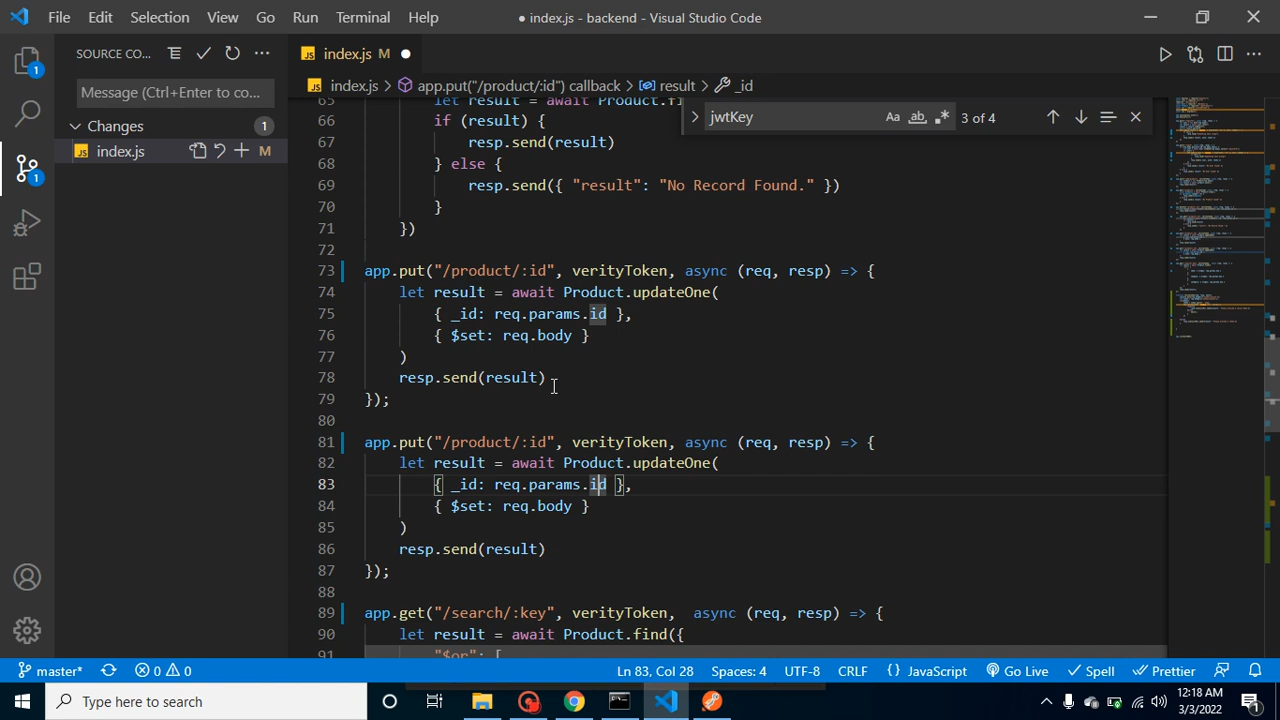 File Edit Selection View Go Run Terminal Help
● index.js - backend - Visual Studio Code
SOURCE CO...
index.js M
index.js > app.put("/product/:id") callback > result > _id
Message (Ctrl+Enter to co...
Changes 1
index.js M
jwtKey Aa ab 3 of 4
65 let result = await Product.fi
66 if (result) {
67 resp.send(result)
68 } else {
69 resp.send({ "result": "No Record Found." })
70 }
71 })
72
73 app.put("/product/:id", verityToken, async (req, resp) => {
74 let result = await Product.updateOne(
75 { _id: req.params.id },
76 { $set: req.body }
77 )
78 resp.send(result)
79 });
80
81 app.put("/product/:id", verityToken, async (req, resp) => {
82 let result = await Product.updateOne(
83 { _id: req.params.id },
84 { $set: req.body }
85 )
86 resp.send(result)
87 });
88
89 app.get("/search/:key", verityToken,  async (req, resp) => {
90 let result = await Product.find({
91 "$or": [
master* 0 0 Ln 83, Col 28 Spaces: 4 UTF-8 CRLF JavaScript Go Live Spell Prettier
Type here to search
12:18 AM
3/3/2022